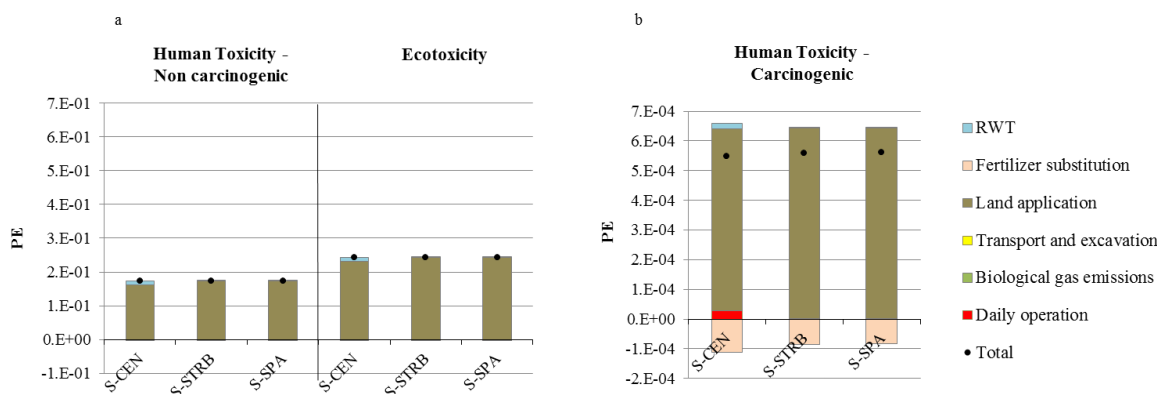 a
Human Toxicity -
Non carcinogenic
Ecotoxicity
PE
7.E-01
6.E-01
5.E-01
4.E-01
3.E-01
2.E-01
1.E-01
0.E+00
-1.E-01
S-CEN
S-STRB
S-SPA
S-CEN
S-STRB
S-SPA
b
Human Toxicity -
Carcinogenic
PE
7.E-04
6.E-04
5.E-04
4.E-04
3.E-04
2.E-04
1.E-04
0.E+00
-1.E-04
-2.E-04
S-CEN
S-STRB
S-SPA
RWT
Fertilizer substitution
Land application
Transport and excavation
Biological gas emissions
Daily operation
Total